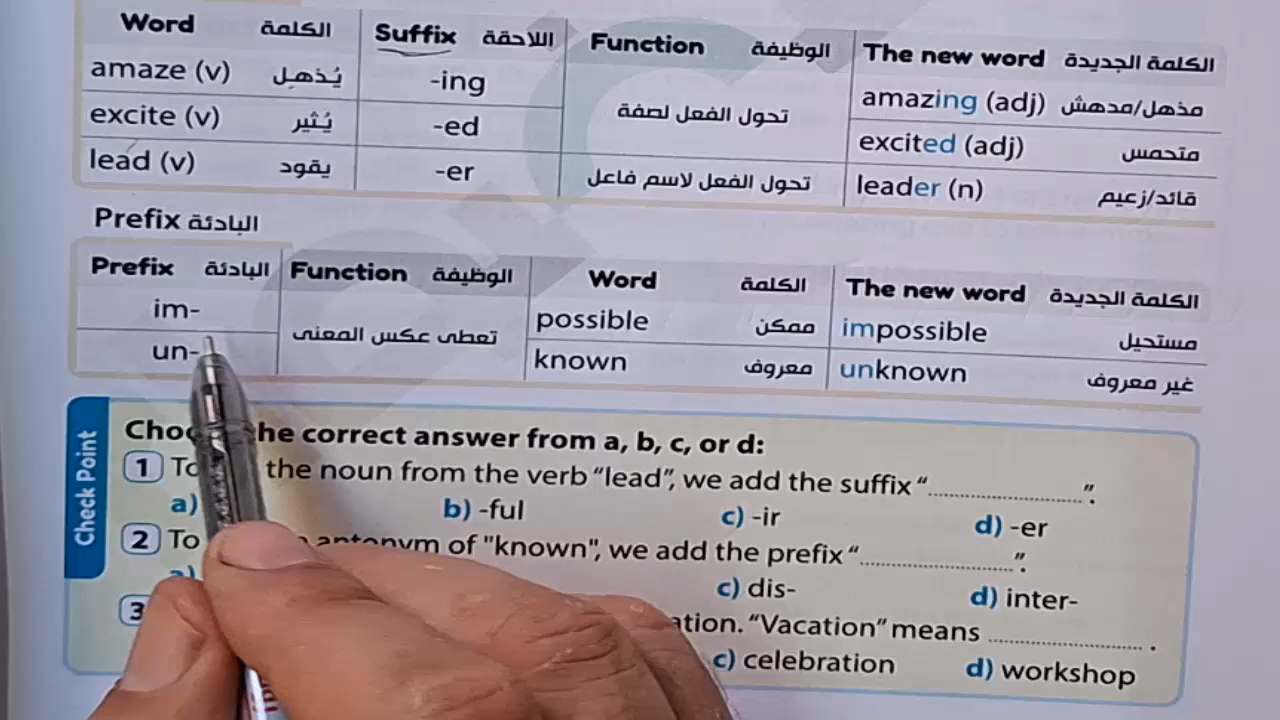 Word الكلمة Suffix اللاحقة Function الوظيفة The new word الكلمة الجديدة
amaze (v) يُذهِل -ing تحول الفعل لصفة amazing (adj) مذهل/مدهش
excite (v) يُثير -ed excited (adj) متحمس
lead (v) يقود -er تحول الفعل لاسم فاعل leader (n) قائد/زعيم
Prefix البادئة
Prefix البادئة Function الوظيفة Word الكلمة The new word الكلمة الجديدة
im- تعطى عكس المعنى possible ممكن impossible مستحيل
un- known معروف unknown غير معروف
Check Point
the correct answer from a, b, c, or d:
1 To the noun from the verb "lead", we add the suffix "....................".
a) b) -ful c) -ir d) -er
2 To antonym of "known", we add the prefix "....................".
a) c) dis- d) inter-
3 "Vacation" means .................... .
c) celebration d) workshop